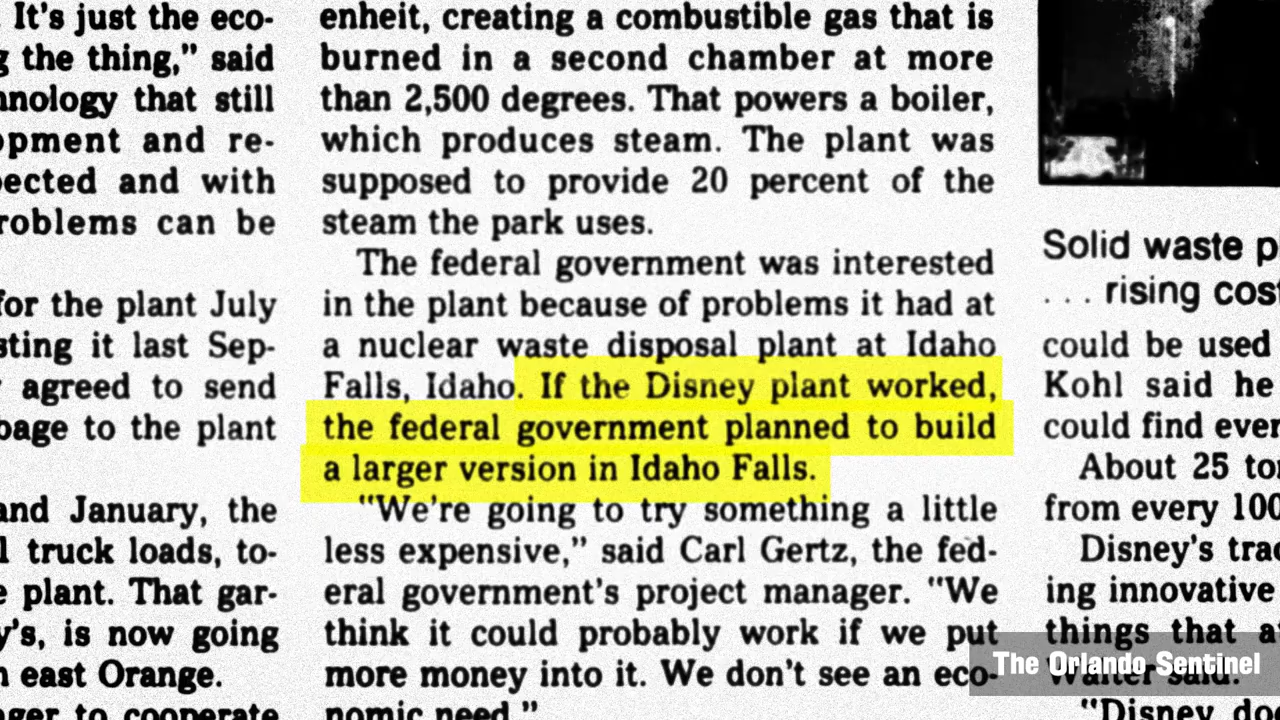 It's just the eco-
the thing," said
that still
and re-
and with
can be
for the plant July
it last Sep-
agreed to send
to the plant
and January, the
truck loads, to-
plant. That gar-
is now going
east Orange.
to cooperate
enheit, creating a combustible gas that is
burned in a second chamber at more
than 2,500 degrees. That powers a boiler,
which produces steam. The plant was
supposed to provide 20 percent of the
steam the park uses.
The federal government was interested
in the plant because of problems it had at
a nuclear waste disposal plant at Idaho
Falls, Idaho. If the Disney plant worked,
the federal government planned to build
a larger version in Idaho Falls.
"We're going to try something a little
less expensive," said Carl Gertz, the fed-
eral government's project manager. "We
think it could probably work if we put
more money into it. We don't see an eco-
nomic need."
Solid waste
. . . rising
could be used
Kohl said he
could find
About 25
from every 100
Disney's
ing innovative
things that
Walter said.
"Disney
The Orlando Sentinel